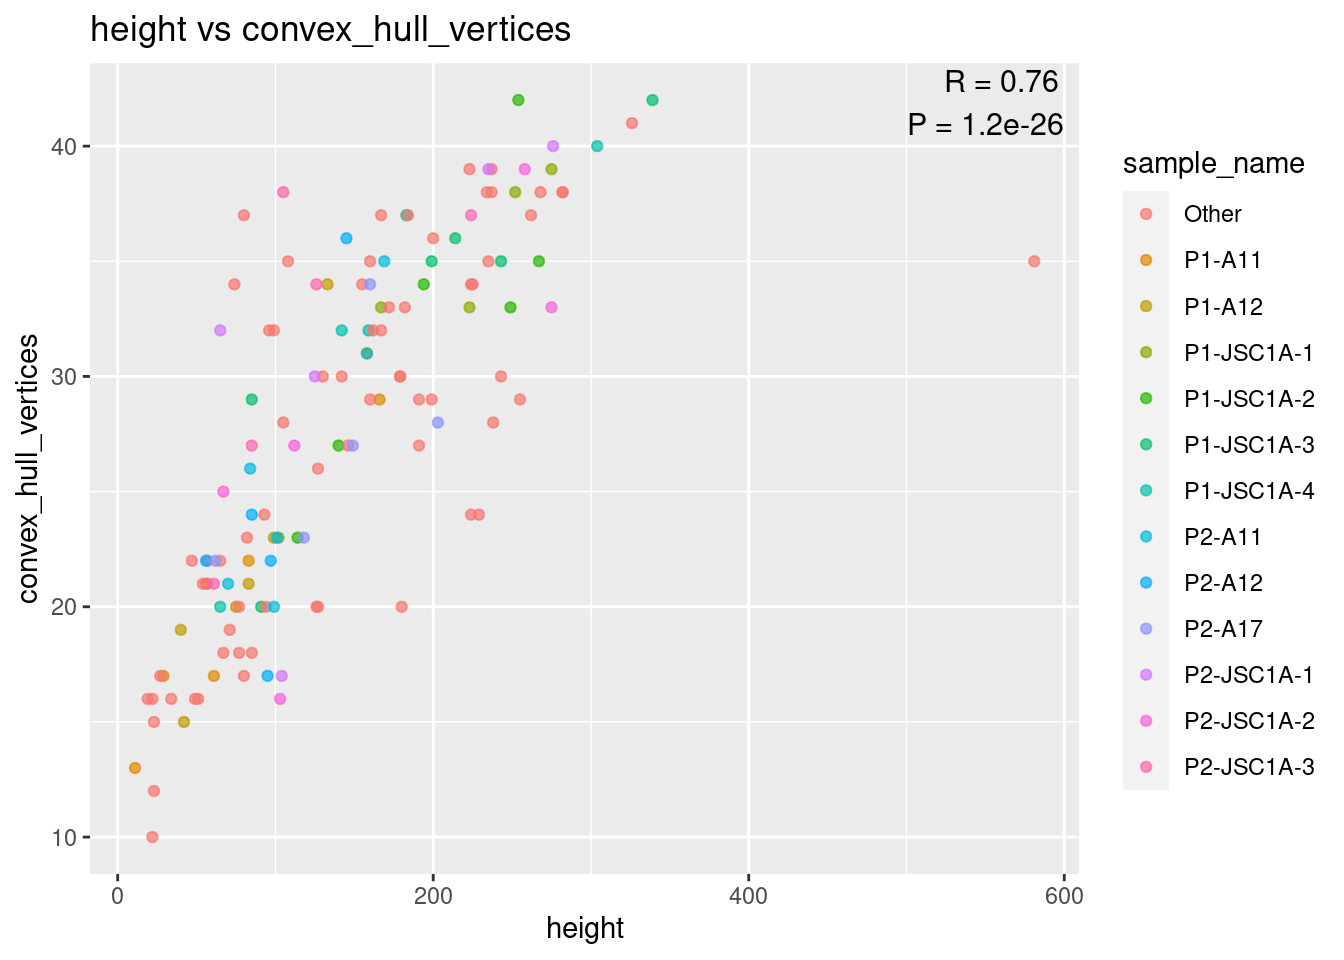 height vs convex_hull_vertices
R = 0.76
P = 1.2e-26
40
30
20
10
convex_hull_vertices
0
200
400
600
height
sample_name
Other
P1-A11
P1-A12
P1-JSC1A-1
P1-JSC1A-2
P1-JSC1A-3
P1-JSC1A-4
P2-A11
P2-A12
P2-A17
P2-JSC1A-1
P2-JSC1A-2
P2-JSC1A-3